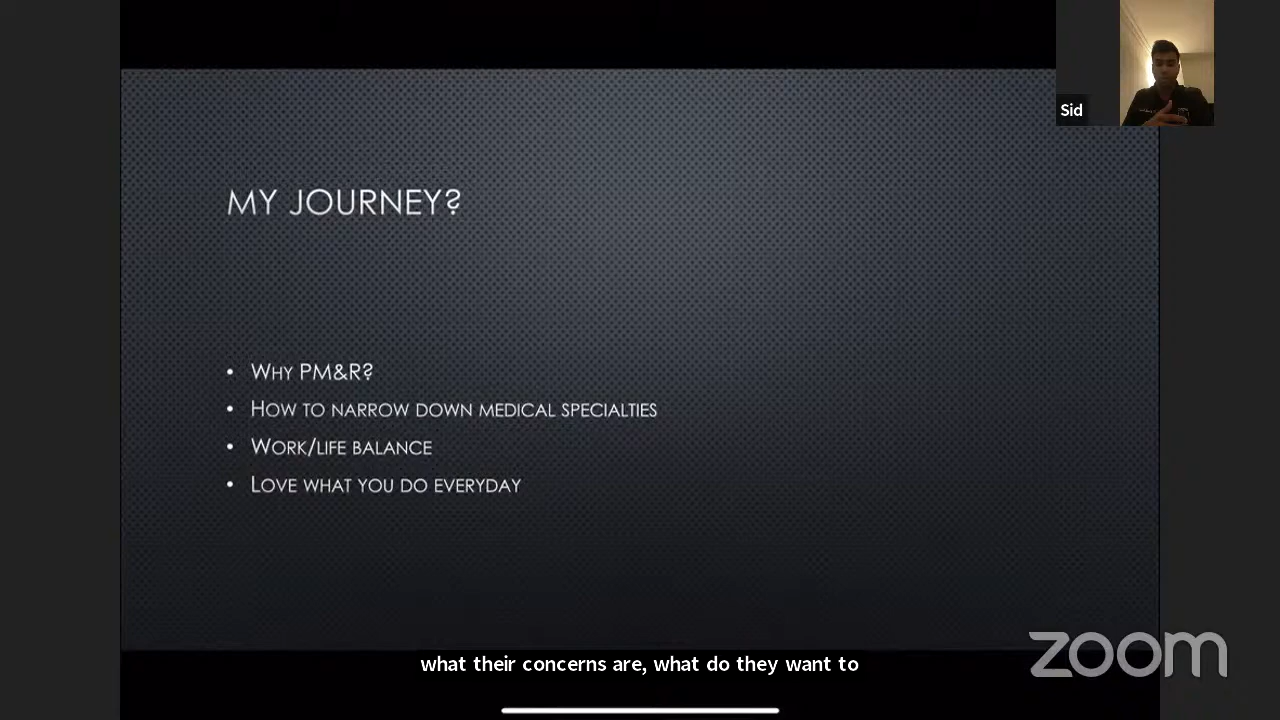 Sid
MY JOURNEY?
• WHY PM&R?
• HOW TO NARROW DOWN MEDICAL SPECIALTIES
• WORK/LIFE BALANCE
• LOVE WHAT YOU DO EVERYDAY
what their concerns are, what do they want to
zoom